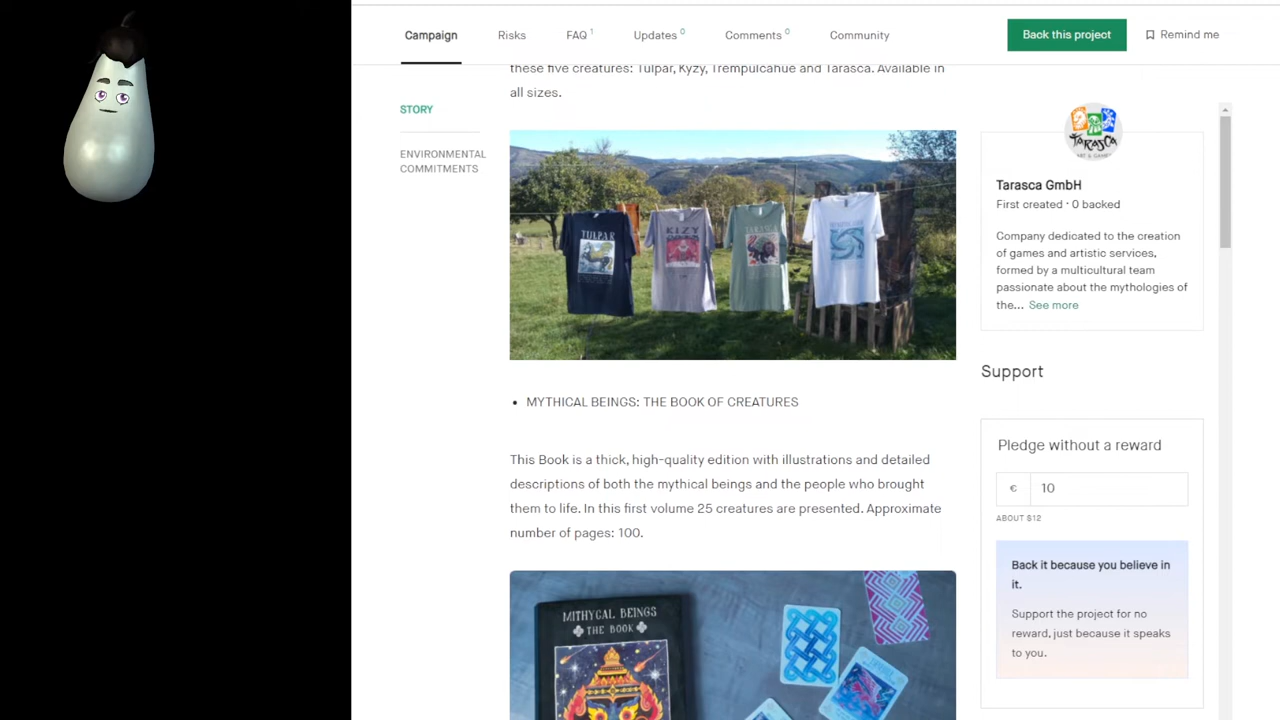 Campaign
Risks
FAQ 1
Updates 0
Comments 0
Community
Back this project
Remind me
these five creatures: Tulpar, Kyzy, Trempulcahue and Tarasca. Available in
all sizes.
STORY
ENVIRONMENTAL
COMMITMENTS
TULPAR
KYZY
TARASCA
MYTHICAL BEINGS: THE BOOK OF CREATURES
This Book is a thick, high-quality edition with illustrations and detailed
descriptions of both the mythical beings and the people who brought
them to life. In this first volume 25 creatures are presented. Approximate
number of pages: 100.
MITHYCAL BEINGS
THE BOOK
TARASCA
ART & GAMES
Tarasca GmbH
First created · 0 backed
Company dedicated to the creation
of games and artistic services,
formed by a multicultural team
passionate about the mythologies of
the... See more
Support
Pledge without a reward
€ 10
ABOUT $12
Back it because you believe in
it.
Support the project for no
reward, just because it speaks
to you.